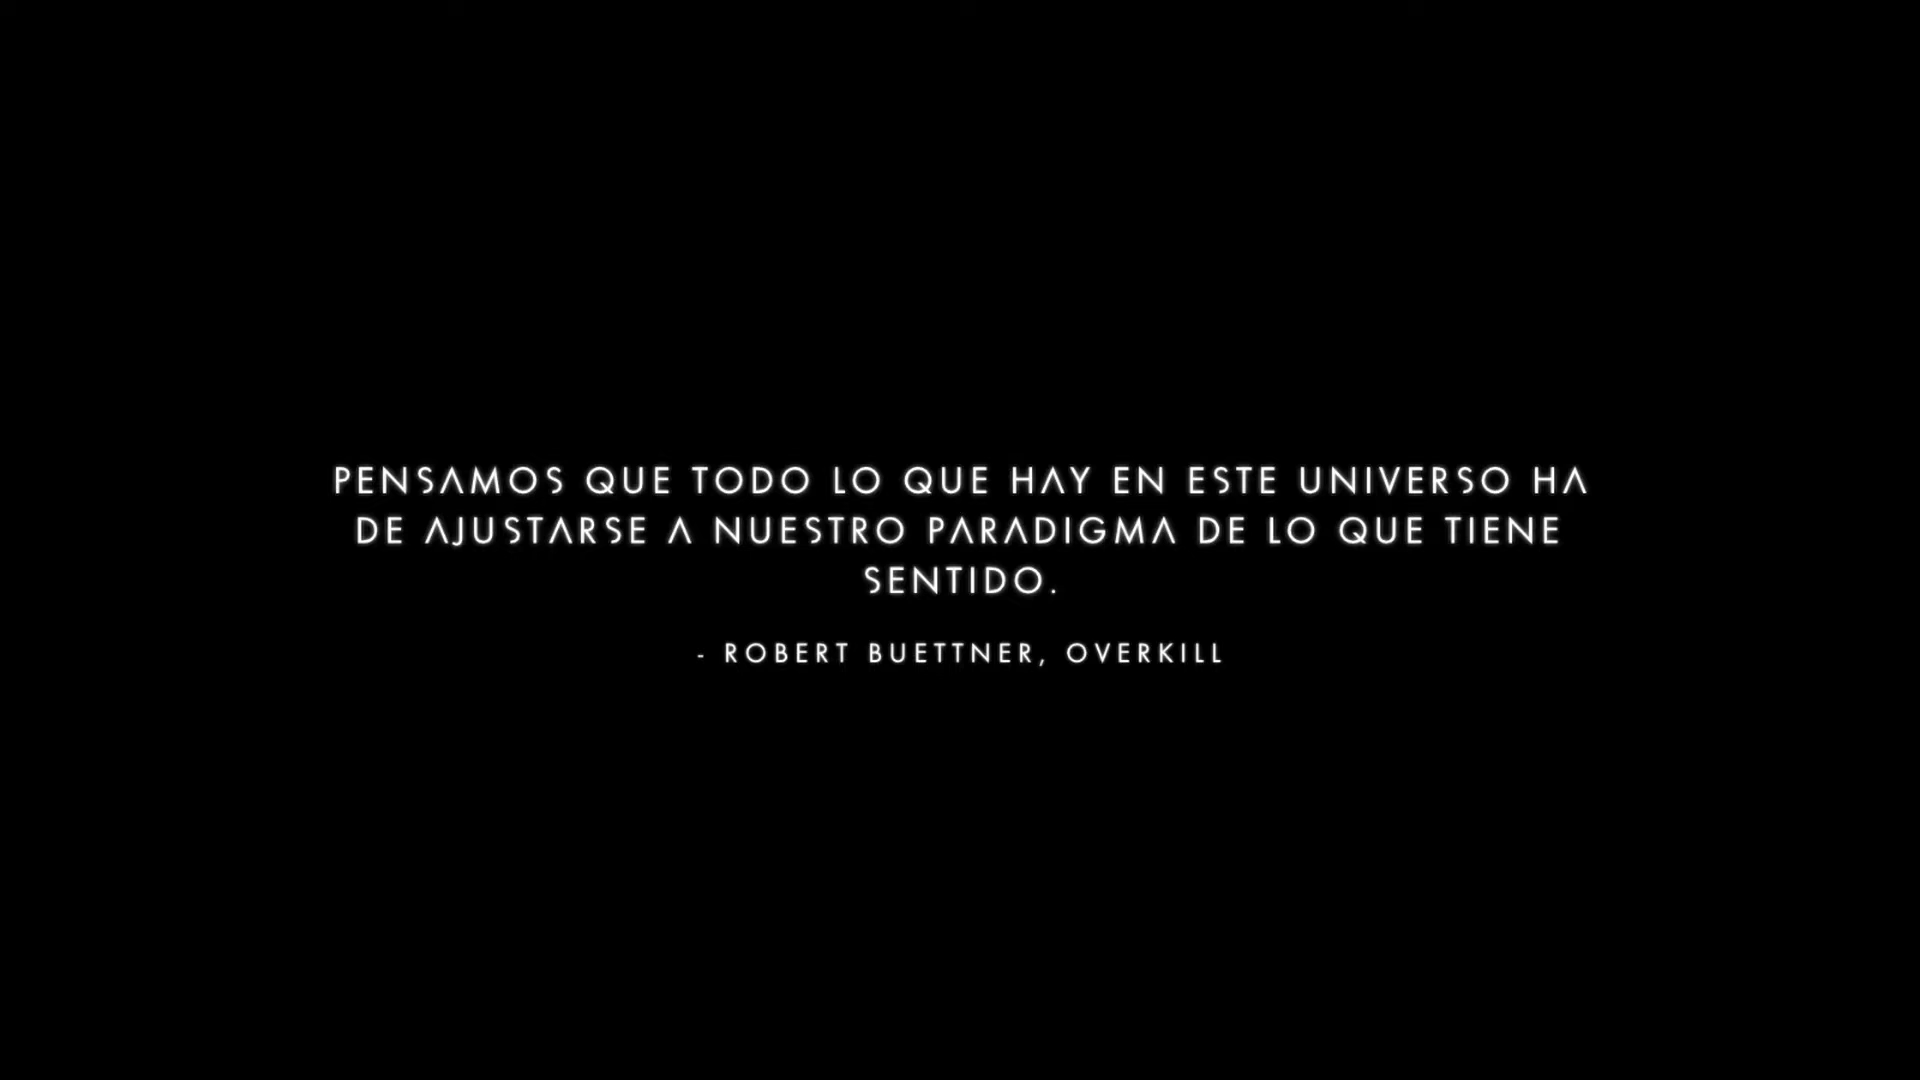 PENSAMOS QUE TODO LO QUE HAY EN ESTE UNIVERSO HA
DE AJUSTARSE A NUESTRO PARADIGMA DE LO QUE TIENE
SENTIDO.
- ROBERT BUETTNER, OVERKILL